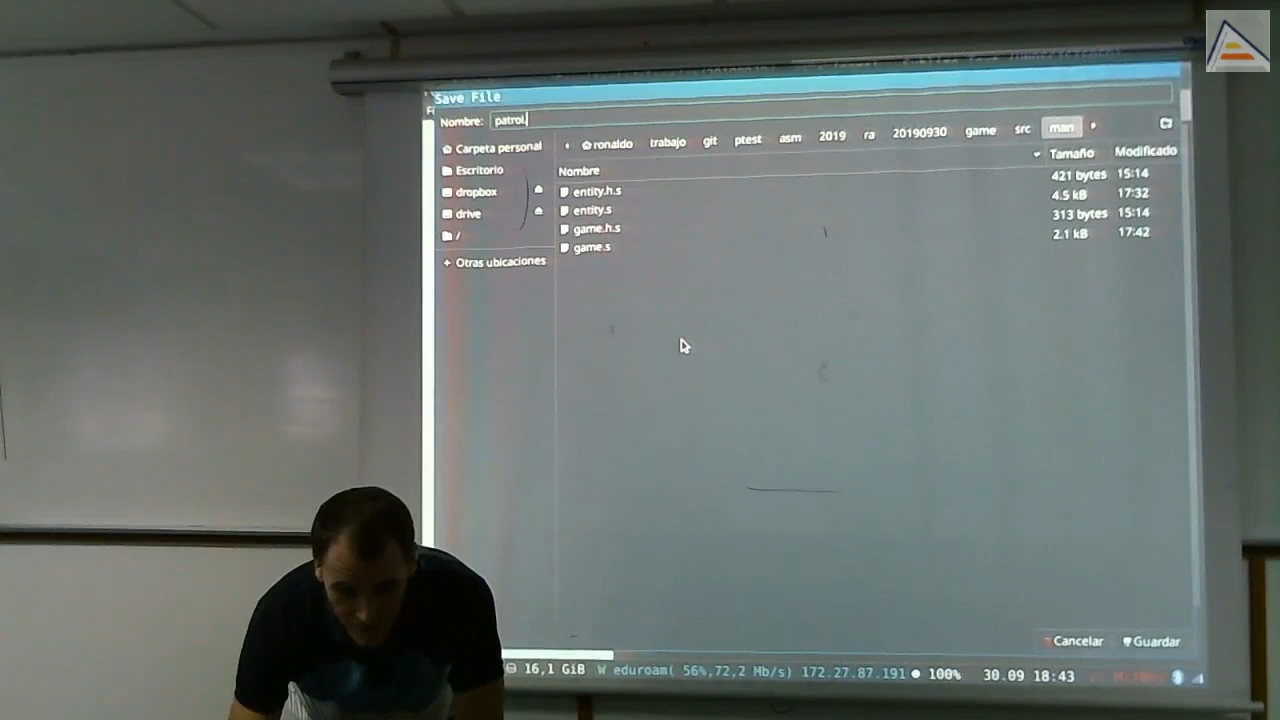 Save File
Nombre: patrol
Carpeta personal
Escritorio
dropbox
drive
/
+ Otras ubicaciones
ronaldo trabajo git ptest asm 2019 ra 20190930 game src man
Nombre Tamaño Modificado
entity.h.s 421 bytes 15:14
entity.s 4.5 kB 17:32
game.h.s 313 bytes 15:14
game.s 2.1 kB 17:42
Cancelar Guardar
16,1 GiB W eduroam( 56%,72,2 Mb/s) 172.27.87.191 100% 30.09 18:43